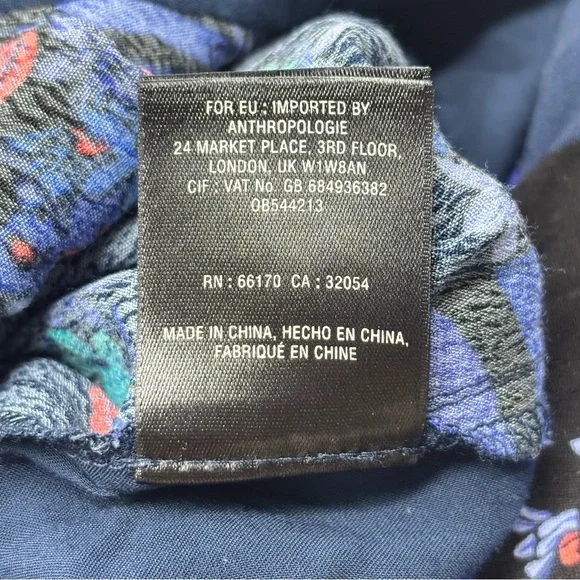 FOR EU : IMPORTED BY
ANTHROPOLOGIE
24 MARKET PLACE, 3RD FLOOR,
LONDON, UK W1W8AN
CIF : VAT No. GB 684936382
OB544213
RN : 66170 CA : 32054
MADE IN CHINA, HECHO EN CHINA,
FABRIQUÉ EN CHINE